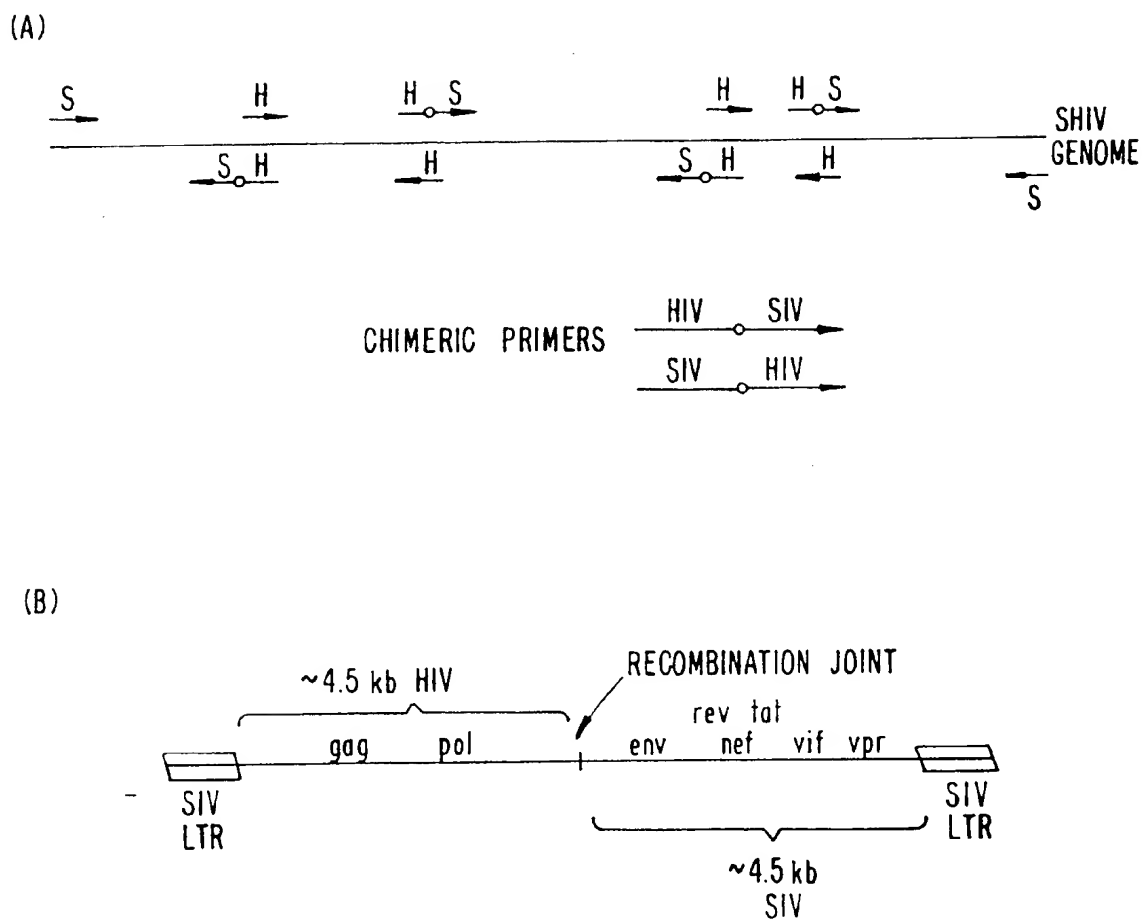 (A)
S H H S H H S
SHIV
GENOME
S H H S H H
S
HIV SIV
CHIMERIC PRIMERS
SIV HIV
(B)
RECOMBINATION JOINT
~4.5 kb HIV
rev tat
gag pol env nef vif vpr
SIV
LTR
SIV
LTR
~4.5 kb
SIV